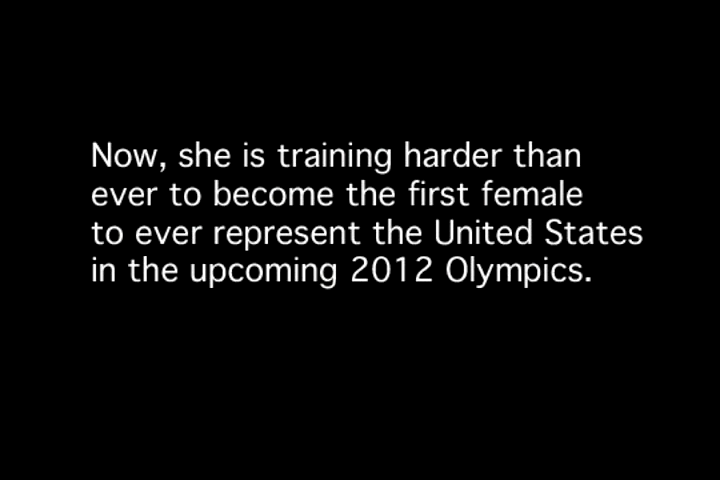 Now, she is training harder than
ever to become the first female
to ever represent the United States
in the upcoming 2012 Olympics.